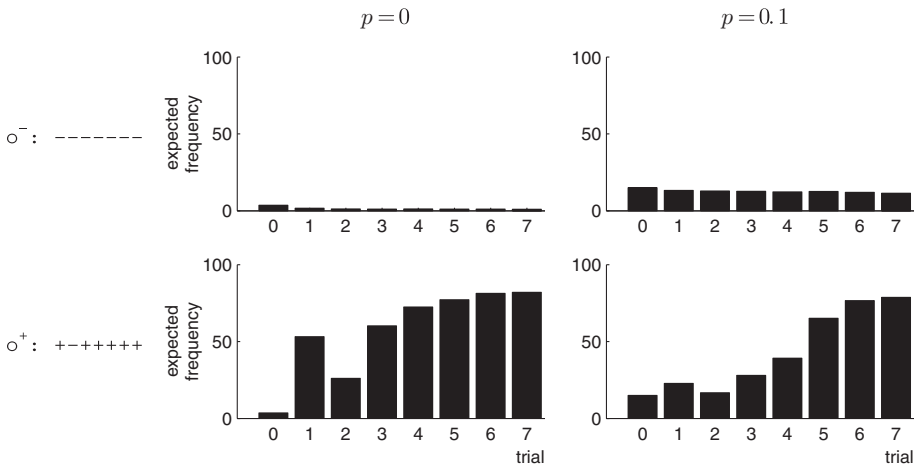 p = 0
p = 0.1
100
50
0
expected
frequency
0 1 2 3 4 5 6 7
100
50
0
0 1 2 3 4 5 6 7
o⁻ : −−−−−−−
100
50
0
expected
frequency
0 1 2 3 4 5 6 7
trial
100
50
0
0 1 2 3 4 5 6 7
trial
o⁺ : +−+++++